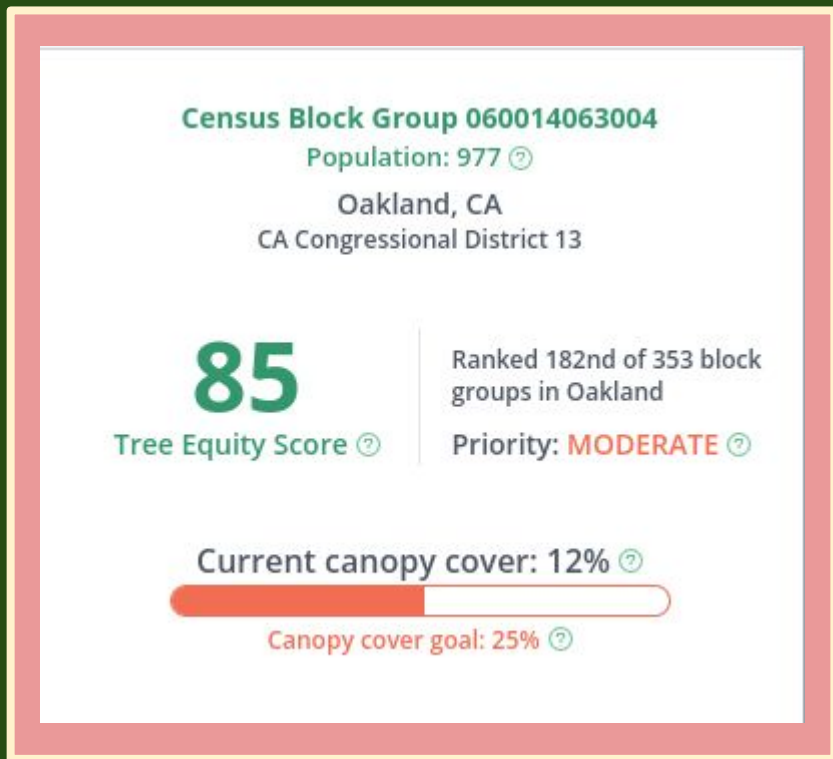 Census Block Group 060014063004
Population: 977 ?
Oakland, CA
CA Congressional District 13
85
Tree Equity Score ?
Ranked 182nd of 353 block
groups in Oakland
Priority: MODERATE ?
Current canopy cover: 12% ?
Canopy cover goal: 25% ?